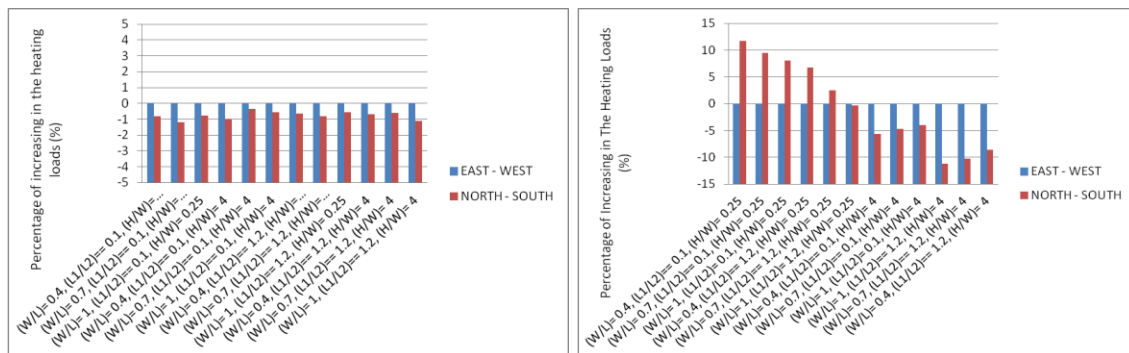 Percentage of increasing in the heating
loads (%)
5
4
3
2
1
0
-1
-2
-3
-4
-5
(W/L)= 0.4, (L1/L2)== 0.1, (H/W)=...
(W/L)= 0.7, (L1/L2)== 0.1, (H/W)=...
(W/L)= 1, (L1/L2)== 0.1, (H/W)= 0.25
(W/L)= 0.4, (L1/L2)== 0.1, (H/W)= 4
(W/L)= 0.7, (L1/L2)== 0.1, (H/W)= 4
(W/L)= 1, (L1/L2)== 0.1, (H/W)= 4
(W/L)= 0.4, (L1/L2)== 1.2, (H/W)=...
(W/L)= 0.7, (L1/L2)== 1.2, (H/W)=...
(W/L)= 1, (L1/L2)== 1.2, (H/W)= 0.25
(W/L)= 0.4, (L1/L2)== 1.2, (H/W)= 4
(W/L)= 0.7, (L1/L2)== 1.2, (H/W)= 4
(W/L)= 1, (L1/L2)== 1.2, (H/W)= 4
EAST - WEST
NORTH - SOUTH
Percentage of Increasing in The Heating Loads
(%)
15
10
5
0
-5
-10
-15
(W/L)= 0.4, (L1/L2)== 0.1, (H/W)= 0.25
(W/L)= 0.7, (L1/L2)== 0.1, (H/W)= 0.25
(W/L)= 1, (L1/L2)== 0.1, (H/W)= 0.25
(W/L)= 0.4, (L1/L2)== 1.2, (H/W)= 0.25
(W/L)= 0.7, (L1/L2)== 1.2, (H/W)= 0.25
(W/L)= 1, (L1/L2)= 1.2, (H/W)= 0.25
(W/L)= 0.4, (L1/L2)== 0.1, (H/W)= 4
(W/L)= 0.7, (L1/L2)== 0.1, (H/W)= 4
(W/L)= 1, (L1/L2)== 0.1, (H/W)= 4
(W/L)= 1, (L1/L2)== 1.2, (H/W)= 4
(W/L)= 0.7, (L1/L2)== 1.2, (H/W)= 4
(W/L)= 0.4, (L1/L2)== 1.2, (H/W)= 4
EAST - WEST
NORTH - SOUTH